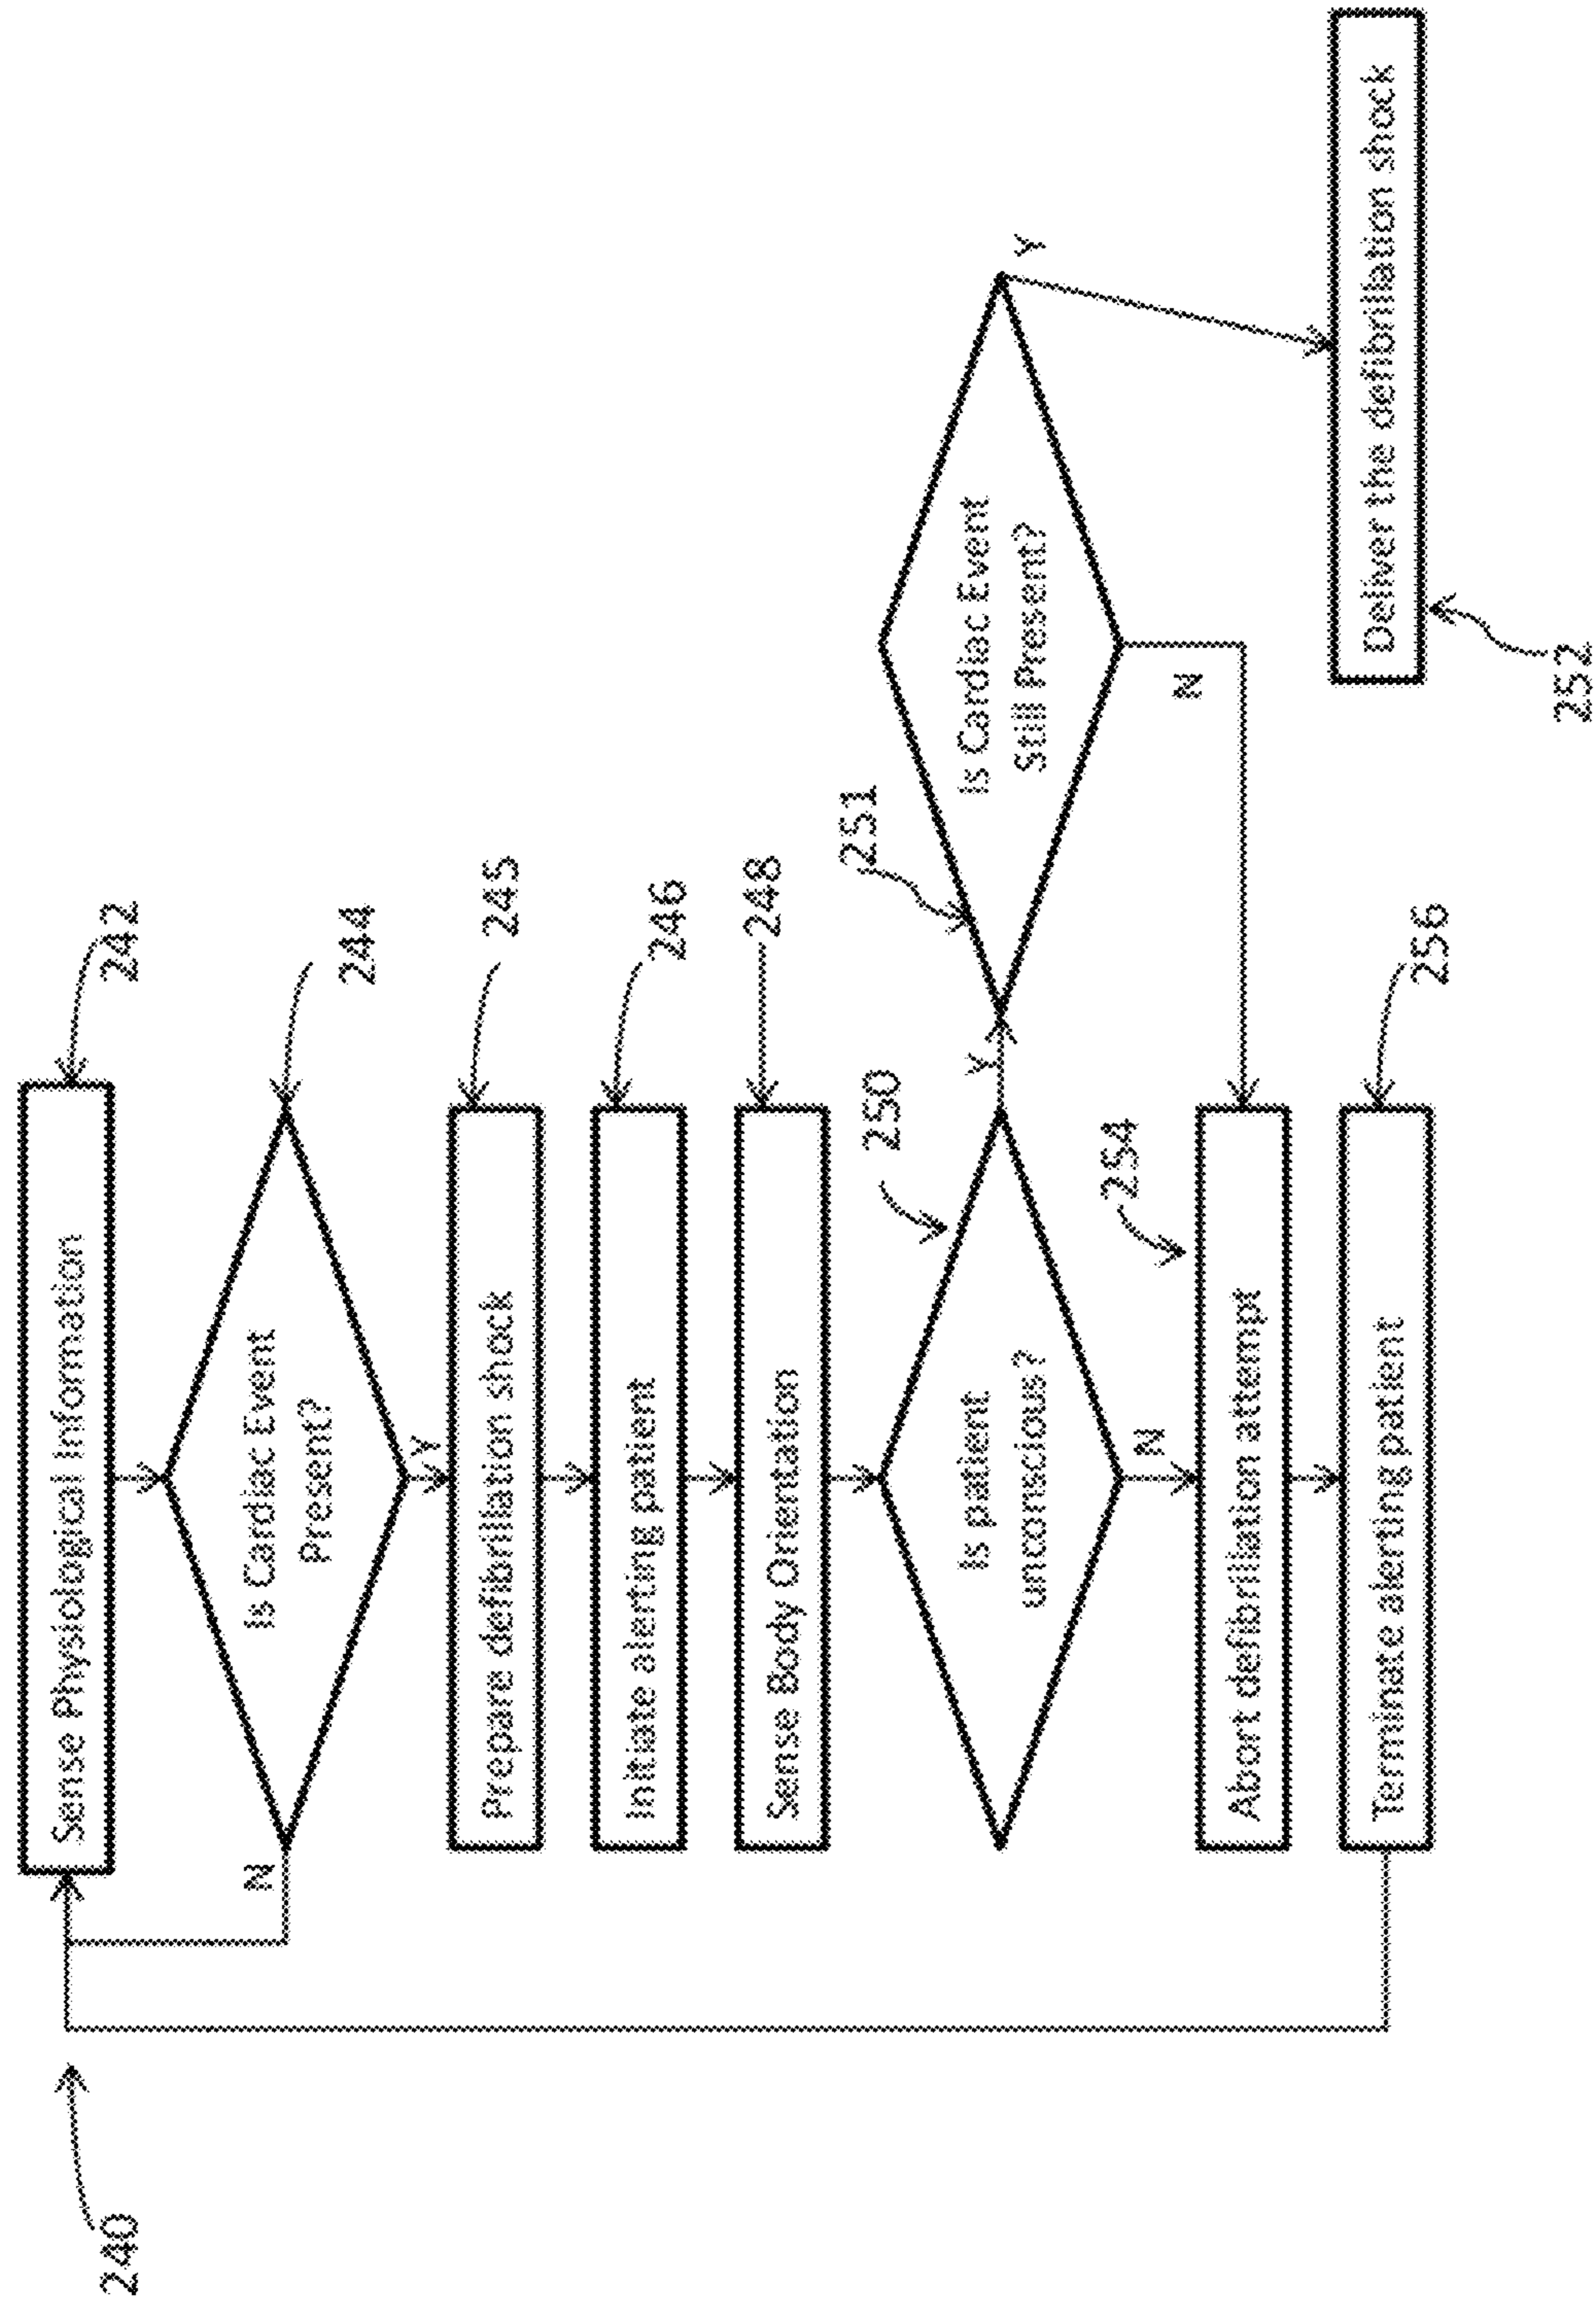 240
Sense Physiological Information
242
Is Cardiac Event
Present?
244
N
Y
Prepare defibrillation shock
245
Initiate alerting patient
246
Sense Body Orientation
248
Is patient
unconscious?
250
Y
N
Is Cardiac Event
Still Present?
251
Y
N
Abort defibrillation attempt
254
Terminate alerting patient
256
Deliver the defibrillation shock
252